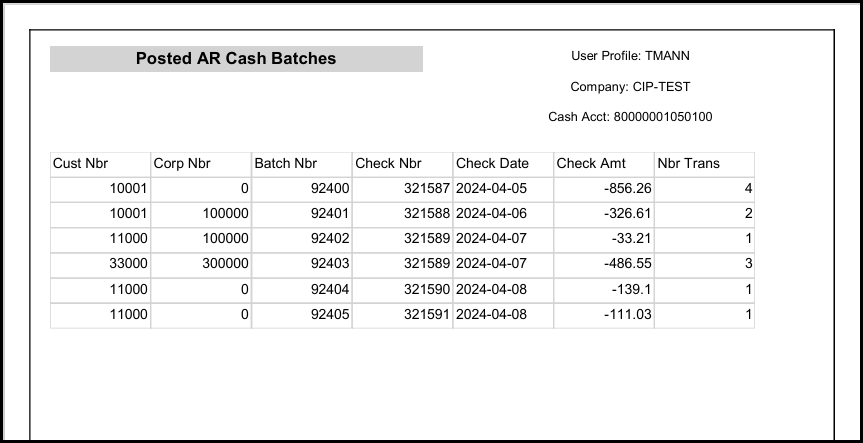 Posted AR Cash Batches
User Profile: TMANN
Company: CIP-TEST
Cash Acct: 80000001050100
Cust Nbr Corp Nbr Batch Nbr Check Nbr Check Date Check Amt Nbr Trans
10001 0 92400 321587 2024-04-05 -856.26 4
10001 100000 92401 321588 2024-04-06 -326.61 2
11000 100000 92402 321589 2024-04-07 -33.21 1
33000 300000 92403 321589 2024-04-07 -486.55 3
11000 0 92404 321590 2024-04-08 -139.1 1
11000 0 92405 321591 2024-04-08 -111.03 1